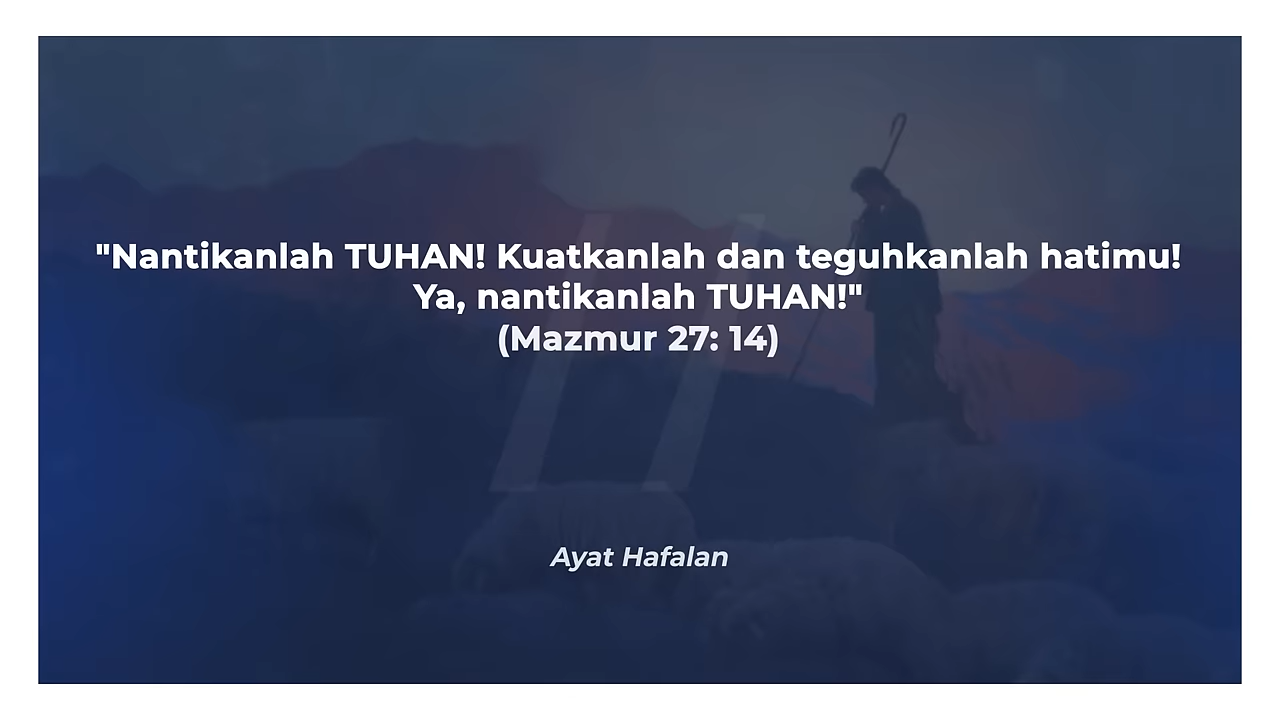 "Nantikanlah TUHAN! Kuatkanlah dan teguhkanlah hatimu!
Ya, nantikanlah TUHAN!"
(Mazmur 27: 14)
Ayat Hafalan